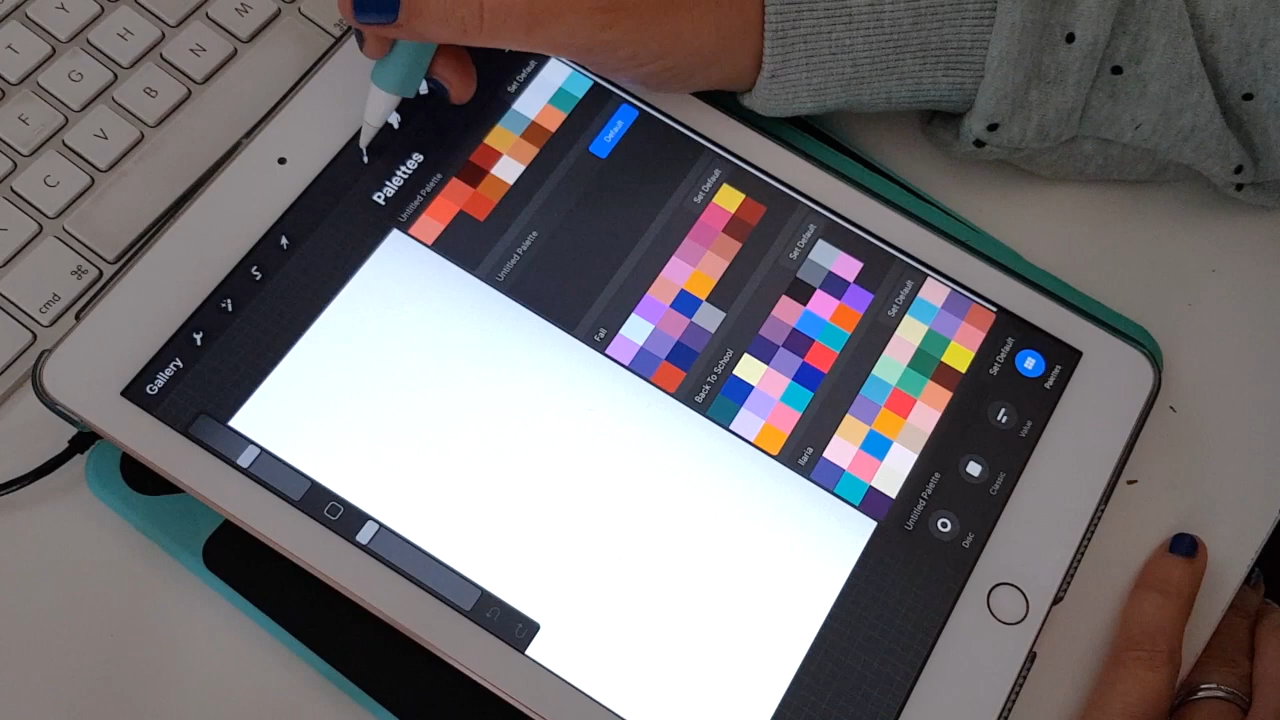 Gallery
Palettes
Untitled Palette
Set Default
Untitled Palette
Default
Fall
Set Default
Back To School
Set Default
Ilaria
Set Default
Untitled Palette
Set Default
Disc
Classic
Value
Palettes
Y
T
H
M
G
N
F
B
V
C
⌘
cmd
⌘